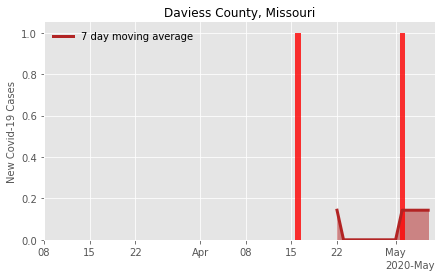 Daviess County, Missouri
7 day moving average
New Covid-19 Cases
1.0
0.8
0.6
0.4
0.2
0.0
08 15 22 Apr 08 15 22 May
2020-May